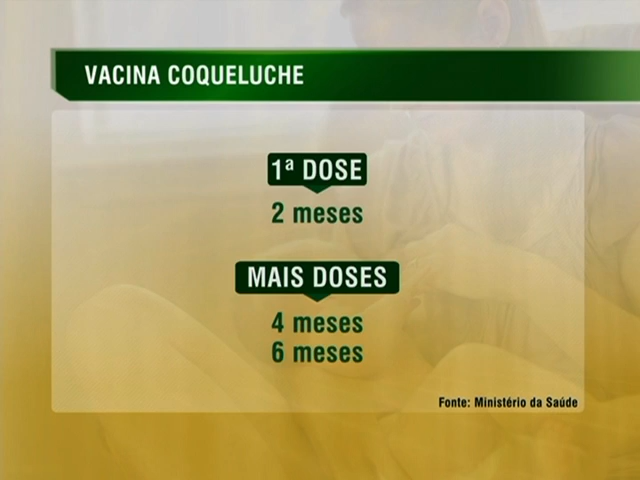 VACINA COQUELUCHE
1ª DOSE
2 meses
MAIS DOSES
4 meses
6 meses
Fonte: Ministério da Saúde